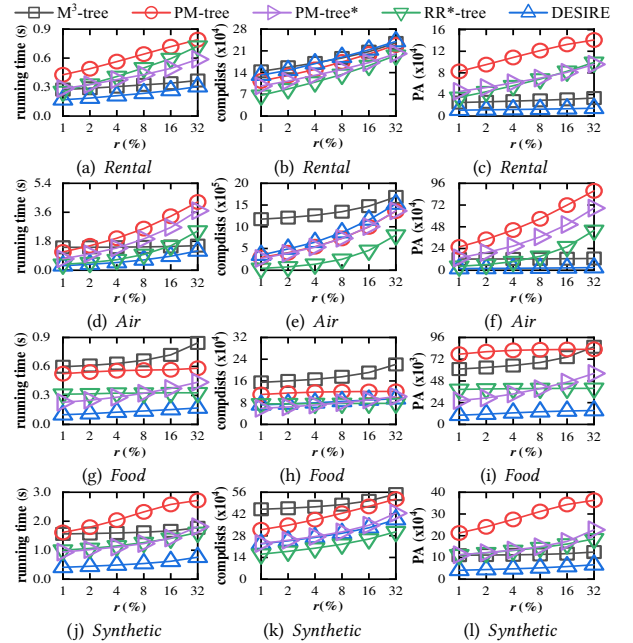 M³-tree PM-tree PM-tree* RR*-tree DESIRE
running time (s) 0.9 0.6 0.3 0.0 1 2 4 8 16 32 r (%)
compdists (x10⁴) 28 21 14 7 0 1 2 4 8 16 32 r (%)
PA (x10⁴) 16 12 8 4 0 1 2 4 8 16 32 r (%)
(a) Rental (b) Rental (c) Rental
running time (s) 5.4 3.6 1.8 0.0 1 2 4 8 16 32 r (%)
compdists (x10⁵) 20 15 10 5 0 1 2 4 8 16 32 r (%)
PA (x10⁴) 96 72 48 24 0 1 2 4 8 16 32 r (%)
(d) Air (e) Air (f) Air
running time (s) 0.9 0.6 0.3 0.0 1 2 4 8 16 32 r (%)
compdists (x10⁴) 32 24 16 8 0 1 2 4 8 16 32 r (%)
PA (x10³) 96 72 48 24 0 1 2 4 8 16 32 r (%)
(g) Food (h) Food (i) Food
running time (s) 3.0 2.0 1.0 0.0 1 2 4 8 16 32 r (%)
compdists (x10⁴) 56 42 28 14 0 1 2 4 8 16 32 r (%)
PA (x10⁴) 40 30 20 10 0 1 2 4 8 16 32 r (%)
(j) Synthetic (k) Synthetic (l) Synthetic